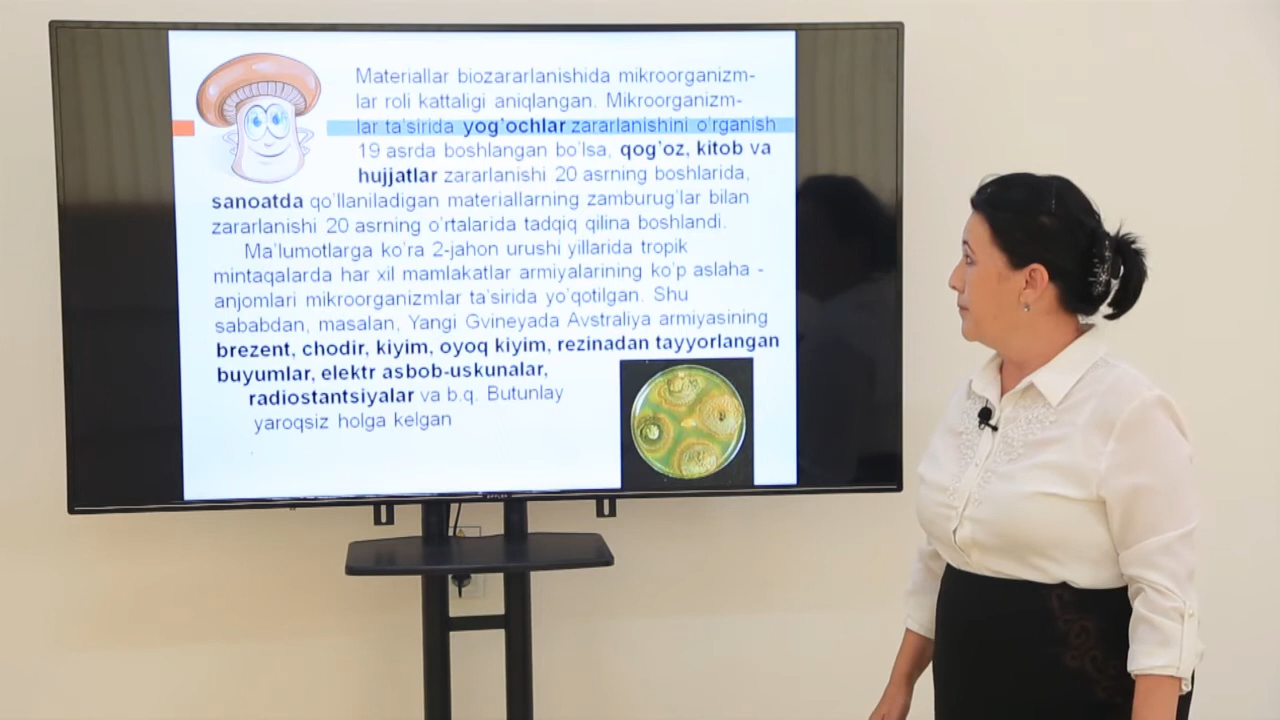 Materiallar biozararlanishida mikroorganizm-
lar roli kattaligi aniqlangan. Mikroorganizm-
lar ta’sirida yog’ochlar zararlanishini o’rganish
19 asrda boshlangan bo’lsa, qog’oz, kitob va
hujjatlar zararlanishi 20 asrning boshlarida,
sanoatda qo’llaniladigan materiallarning zamburug’lar bilan
zararlanishi 20 asrning o’rtalarida tadqiq qilina boshlandi.
Ma’lumotlarga ko’ra 2-jahon urushi yillarida tropik
mintaqalarda har xil mamlakatlar armiyalarining ko’p aslaha -
anjomlari mikroorganizmlar ta’sirida yo’qotilgan. Shu
sababdan, masalan, Yangi Gvineyada Avstraliya armiyasining
brezent, chodir, kiyim, oyoq kiyim, rezinadan tayyorlangan
buyumlar, elektr asbob-uskunalar,
radiostantsiyalar va b.q. Butunlay
yaroqsiz holga kelgan